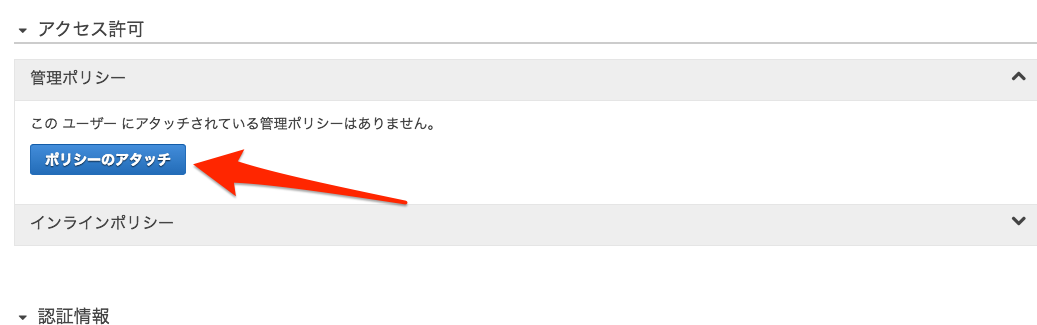 アクセス許可
管理ポリシー
この ユーザー にアタッチされている管理ポリシーはありません。
ポリシーのアタッチ
インラインポリシー
認証情報